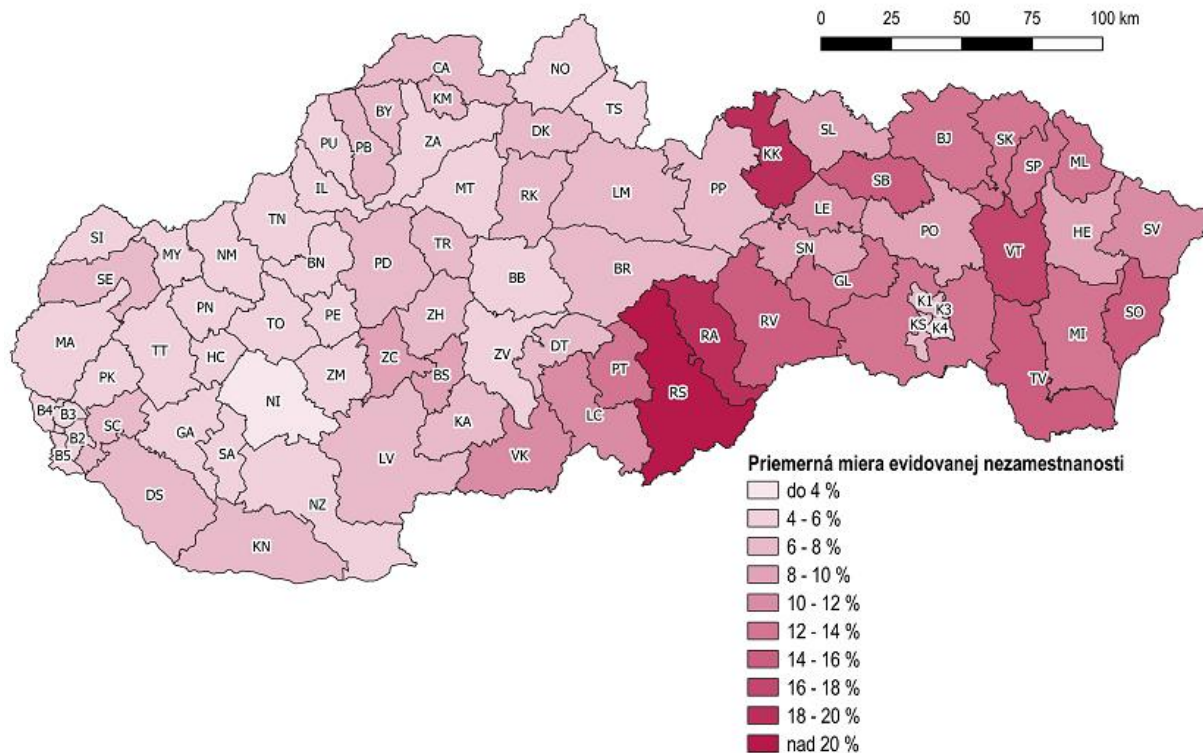 0 25 50 75 100 km
NO
CA
TS
KM
BY
DK
PU
PB
ZA
SL
BJ
SK
SP
ML
KK
SB
IL
MT
RK
LM
PP
LE
TN
SI
MY
NM
BN
PD
TR
BB
BR
SN
PO
HE
SV
VT
GL
SE
PN
TO
PE
ZH
K1
K3
KS
K4
SO
MA
TT
HC
ZM
ZC
BS
ZV
DT
PT
RA
RV
MI
PK
NI
RS
TV
B4
B3
B2
B5
SC
GA
SA
LV
KA
VK
LC
DS
NZ
KN
Priemerná miera evidovanej nezamestnanosti
do 4 %
4 - 6 %
6 - 8 %
8 - 10 %
10 - 12 %
12 - 14 %
14 - 16 %
16 - 18 %
18 - 20 %
nad 20 %